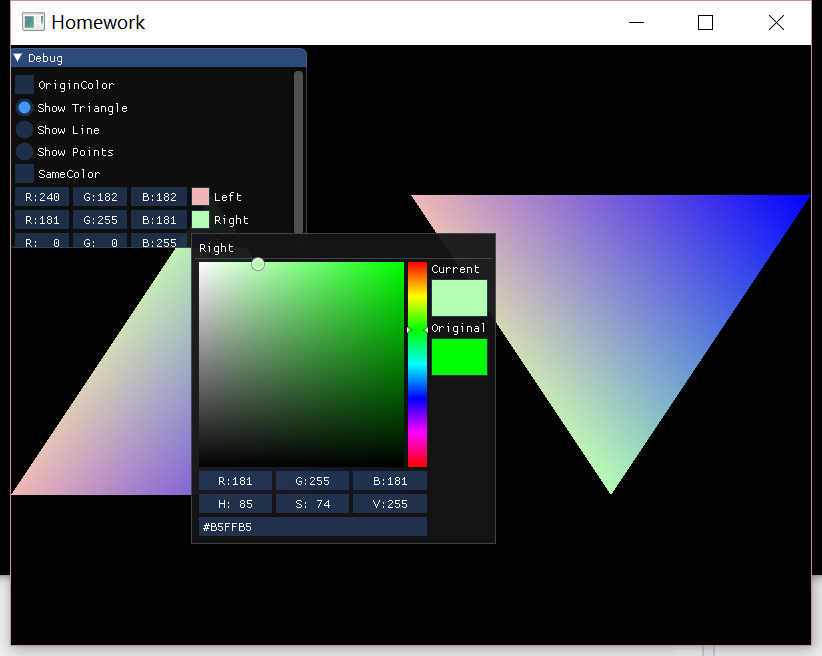 Homework
Debug
OriginColor
Show Triangle
Show Line
Show Points
SameColor
R:240 G:182 B:182 Left
R:181 G:255 B:181 Right
R: 0 G: 0 B:255
Right
Current
Original
R:181 G:255 B:181
H: 85 S: 74 V:255
#B5FFB5